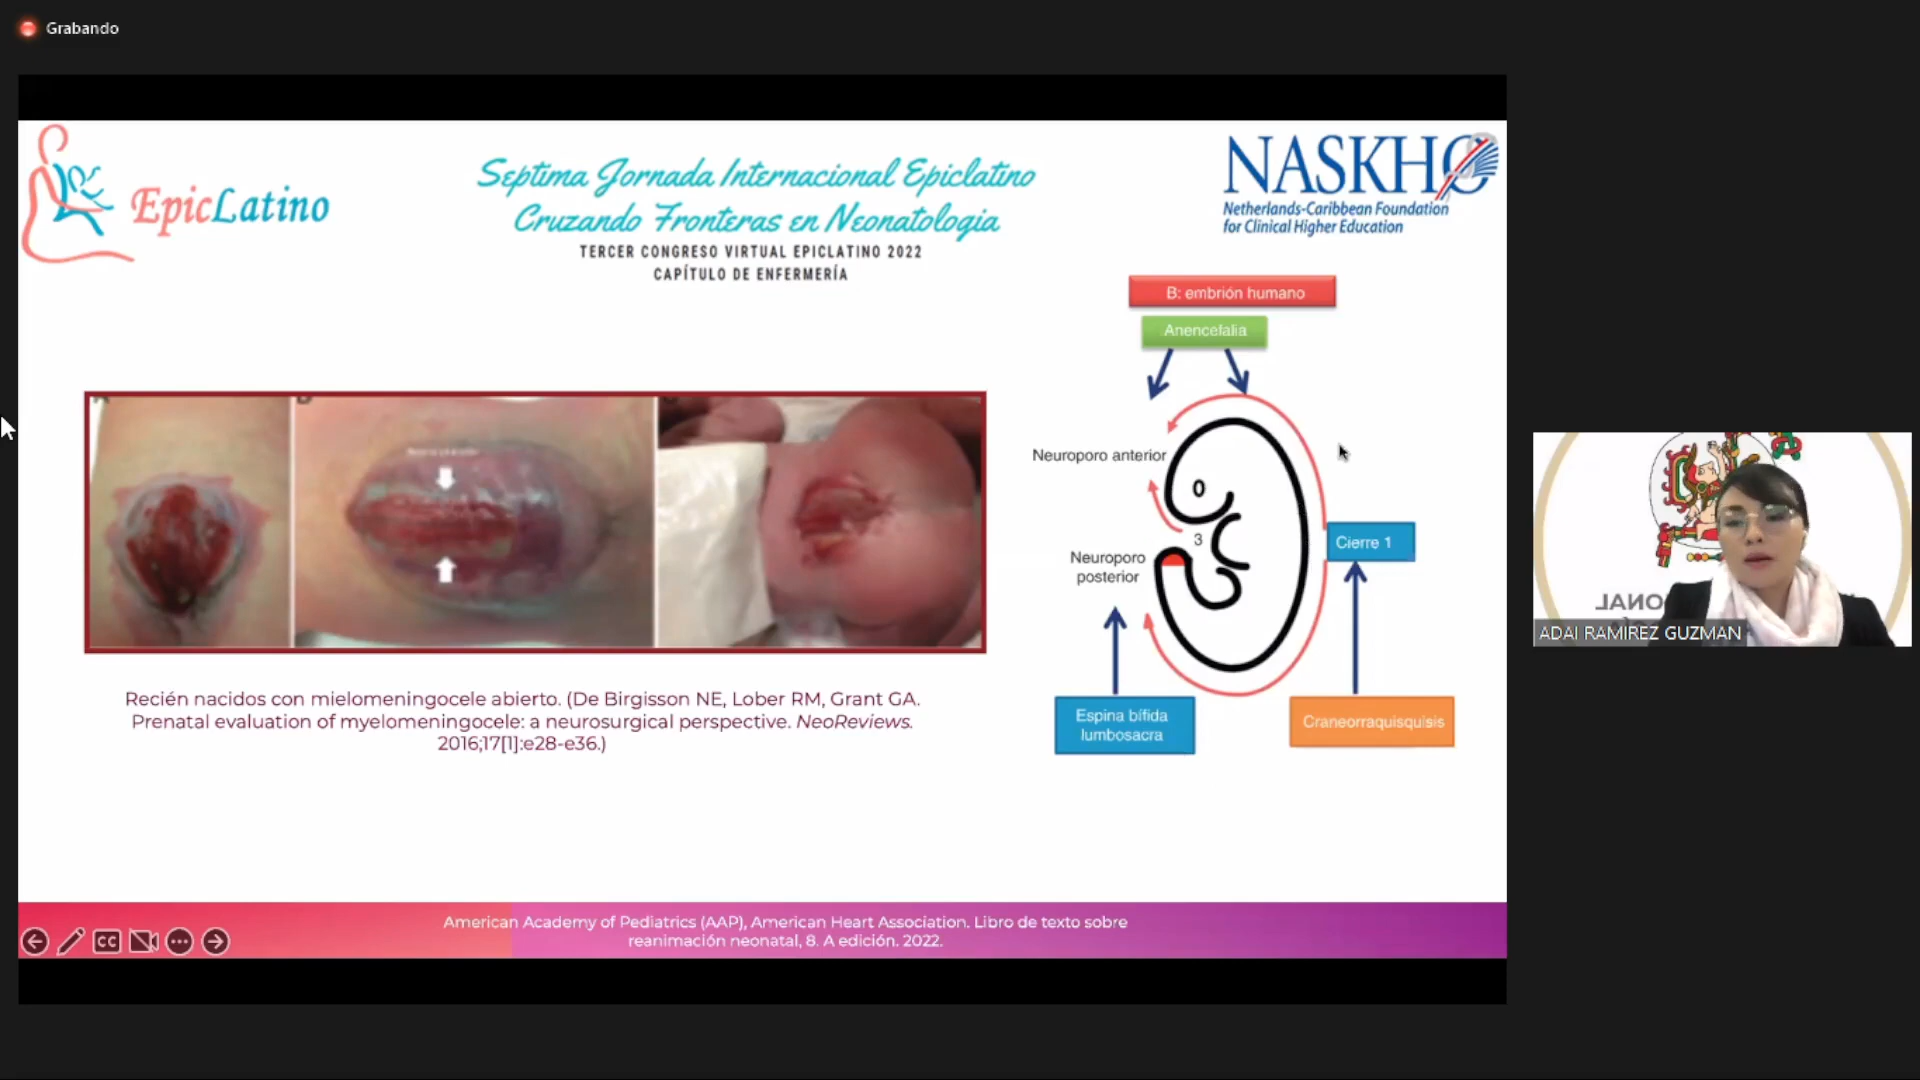 Grabando
EpicLatino
Septima Jornada Internacional Epiclatino
Cruzando Fronteras en Neonatologia
TERCER CONGRESO VIRTUAL EPICLATINO 2022
CAPÍTULO DE ENFERMERÍA
NASKHO
Netherlands-Caribbean Foundation
for Clinical Higher Education
B: embrión humano
Anencefalia
Neuroporo anterior
3
Cierre 1
Neuroporo
posterior
Espina bífida
lumbosacra
Craneorraquisquisis
Recién nacidos con mielomeningocele abierto. (De Birgisson NE, Lober RM, Grant GA.
Prenatal evaluation of myelomeningocele: a neurosurgical perspective. NeoReviews.
2016;17[1]:e28-e36.)
American Academy of Pediatrics (AAP), American Heart Association. Libro de texto sobre
reanimación neonatal, 8. A edición. 2022.
CC
ONAL
ADAI RAMIREZ GUZMAN